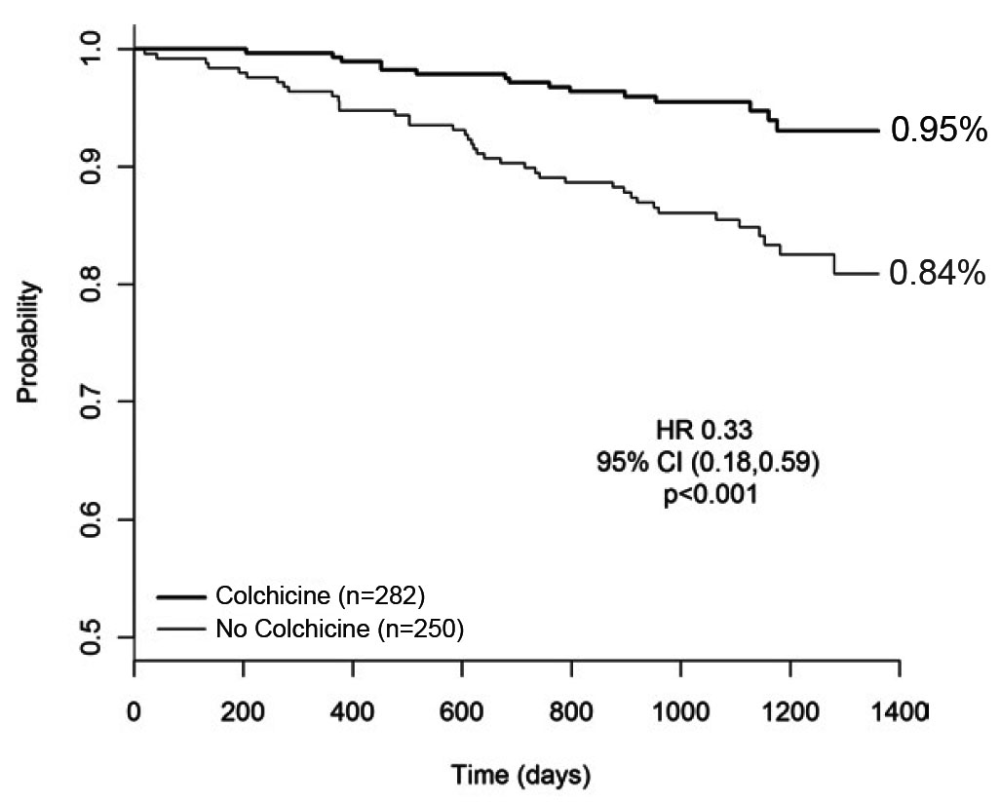 1.0
0.9
0.8
0.7
0.6
0.5
Probability
0.95%
0.84%
HR 0.33
95% CI (0.18,0.59)
p<0.001
Colchicine (n=282)
No Colchicine (n=250)
0 200 400 600 800 1000 1200 1400
Time (days)